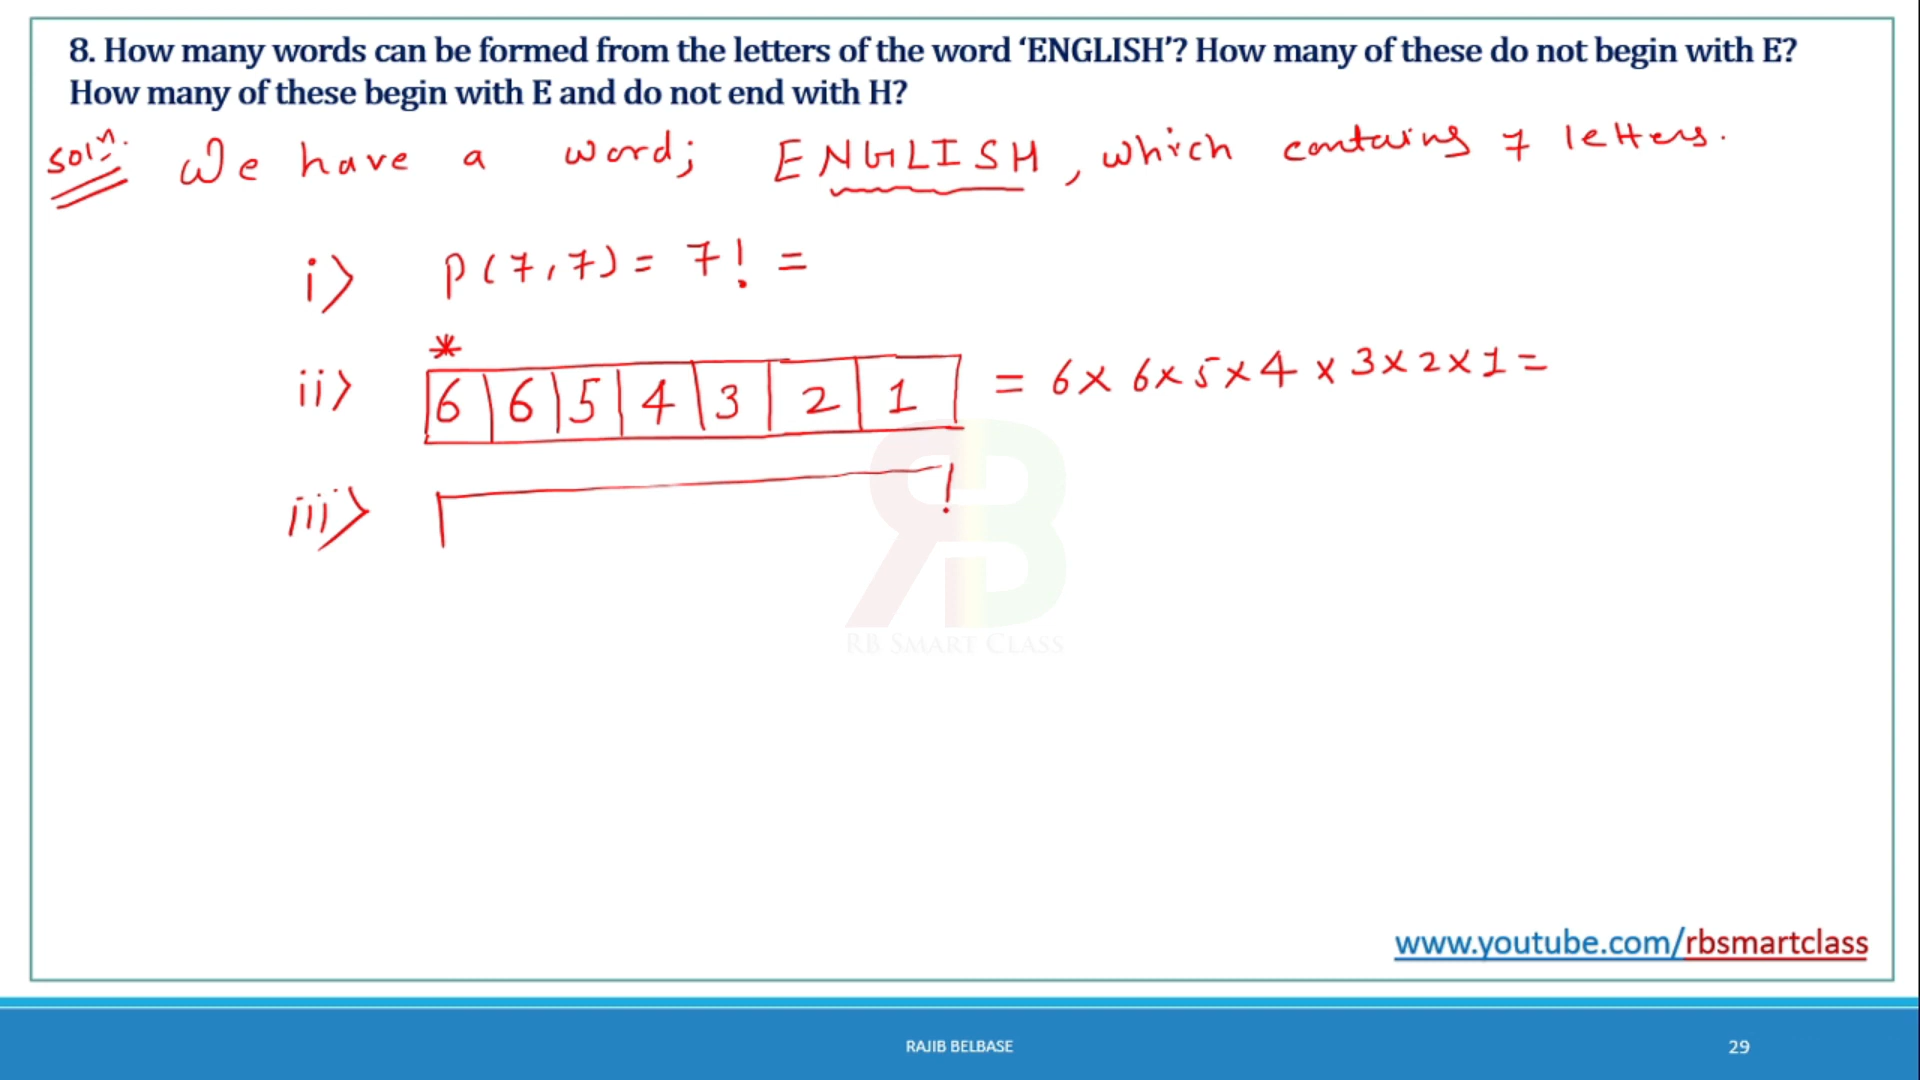 8. How many words can be formed from the letters of the word ‘ENGLISH’? How many of these do not begin with E?
How many of these begin with E and do not end with H?
Solⁿ. We have a word; ENGLISH, which contains 7 letters.
i) P(7,7) = 7! =
*
ii) 6 6 5 4 3 2 1 = 6 × 6 × 5 × 4 × 3 × 2 × 1 =
iii)
RB SMART CLASS
www.youtube.com/rbsmartclass
RAJIB BELBASE
29